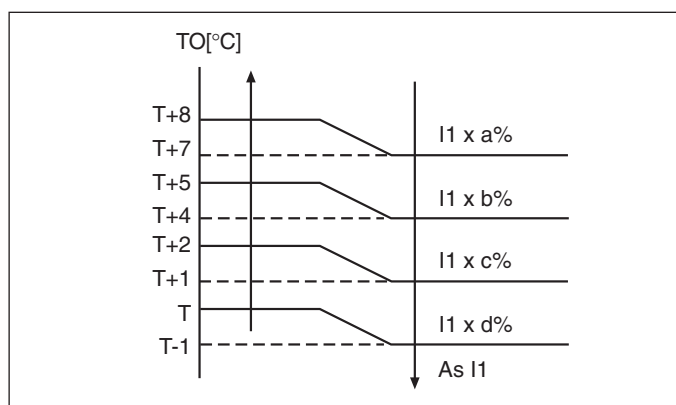 TO[°C]
T+8
I1 x a%
T+7
T+5
I1 x b%
T+4
T+2
I1 x c%
T+1
T
I1 x d%
T-1
As I1